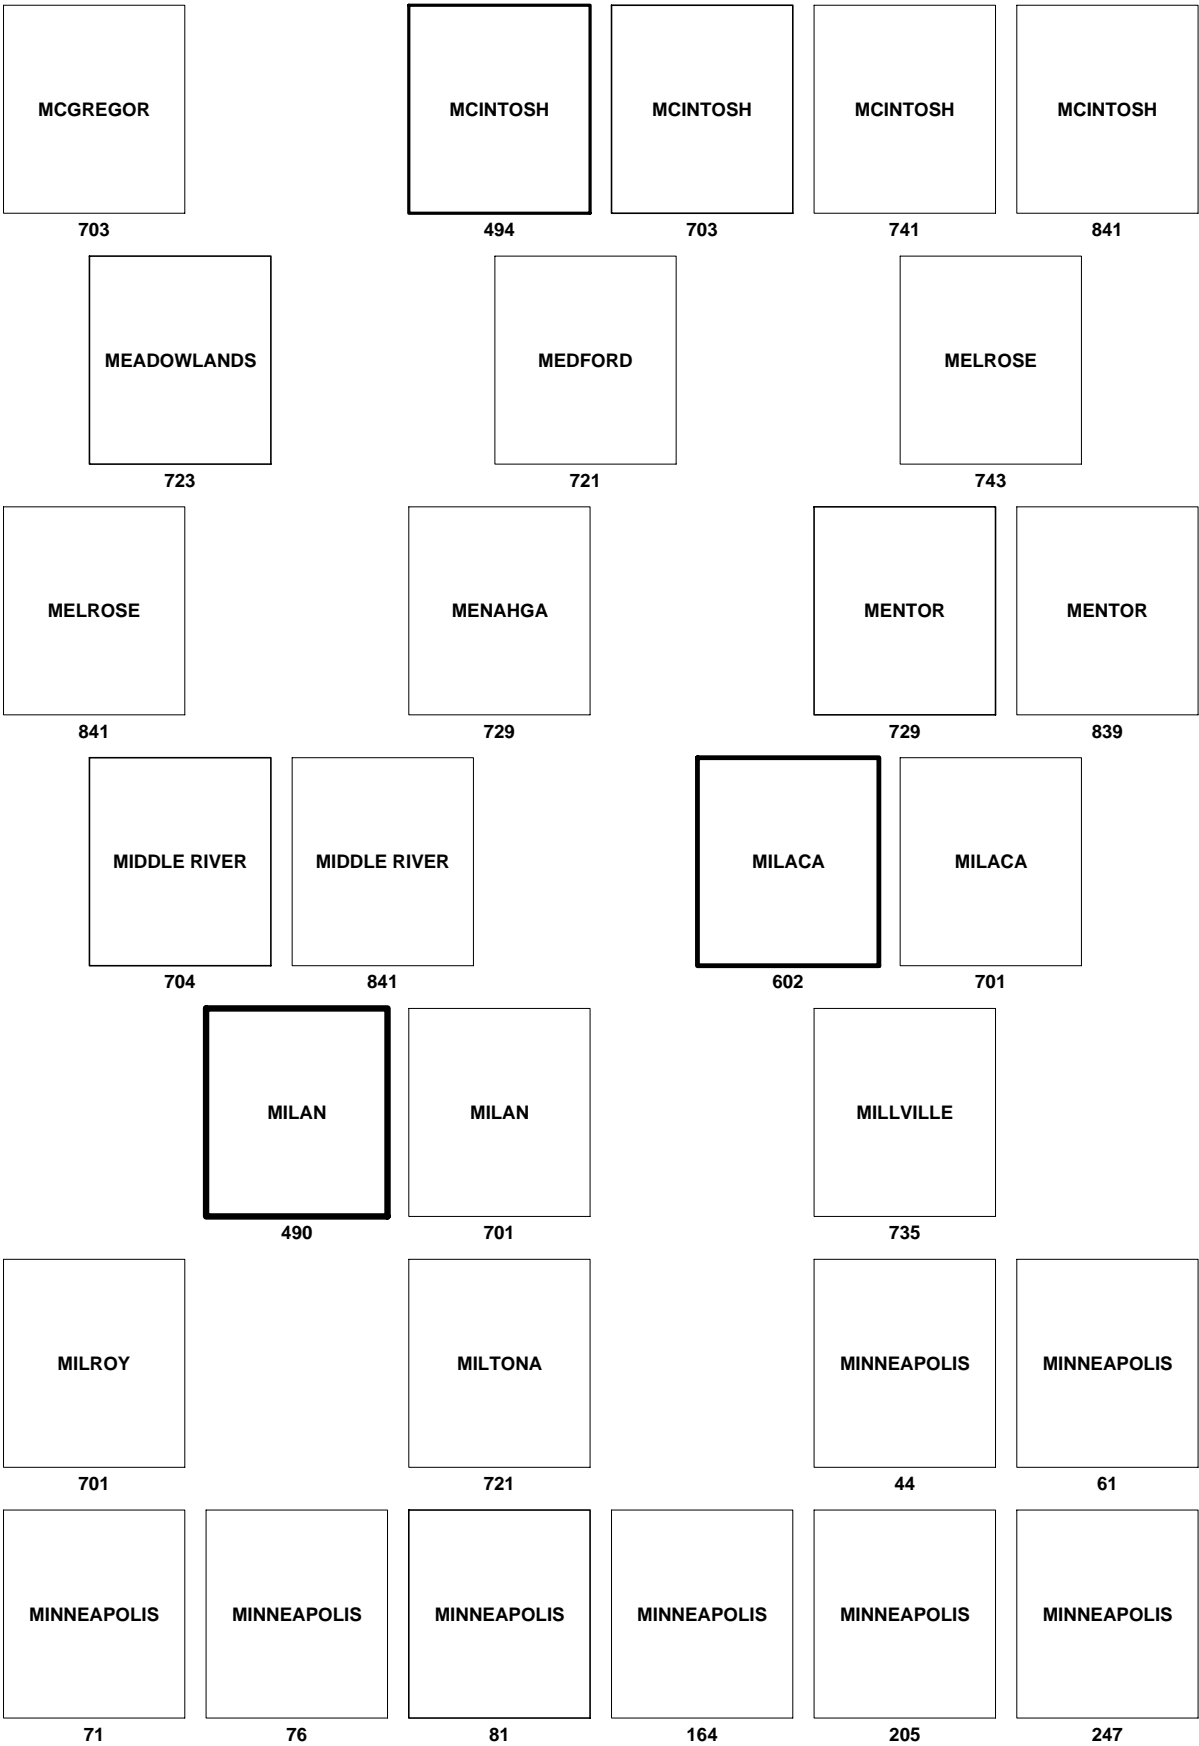 MCGREGOR MCINTOSH MCINTOSH MCINTOSH MCINTOSH
703 494 703 741 841
MEADOWLANDS MEDFORD MELROSE
723 721 743
MELROSE MENAHGA MENTOR MENTOR
841 729 729 839
MIDDLE RIVER MIDDLE RIVER MILACA MILACA
704 841 602 701
MILAN MILAN MILLVILLE
490 701 735
MILROY MILTONA MINNEAPOLIS MINNEAPOLIS
701 721 44 61
MINNEAPOLIS MINNEAPOLIS MINNEAPOLIS MINNEAPOLIS MINNEAPOLIS MINNEAPOLIS
71 76 81 164 205 247